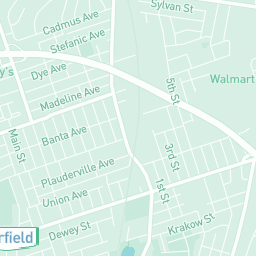 Sylvan St
Cadmus Ave
Stefanic Ave
Dye Ave
y's
Walmart
5th St
Madeline Ave
Main St
Banta Ave
3rd St
Plauderville Ave
1st St
Union Ave
Krakow St
Dewey St
rfield